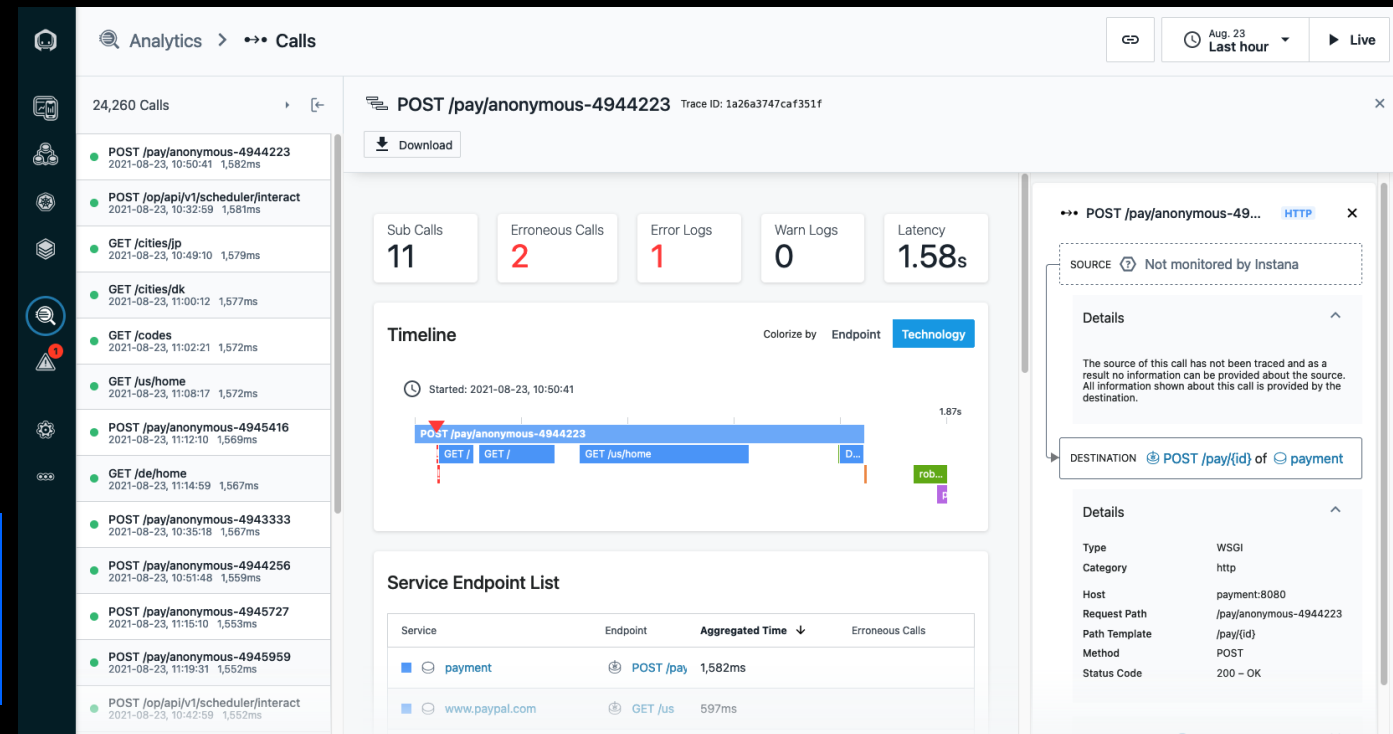 Analytics > Calls
Aug. 23
Last hour
Live
24,260 Calls
POST /pay/anonymous-4944223
2021-08-23, 10:50:41 1,582ms
POST /op/api/v1/scheduler/interact
2021-08-23, 10:32:59 1,581ms
GET /cities/jp
2021-08-23, 10:49:10 1,579ms
GET /cities/dk
2021-08-23, 11:00:12 1,577ms
GET /codes
2021-08-23, 11:02:21 1,572ms
GET /us/home
2021-08-23, 11:08:17 1,572ms
POST /pay/anonymous-4945416
2021-08-23, 11:12:10 1,569ms
GET /de/home
2021-08-23, 11:14:59 1,567ms
POST /pay/anonymous-4943333
2021-08-23, 10:35:18 1,567ms
POST /pay/anonymous-4944256
2021-08-23, 10:51:48 1,559ms
POST /pay/anonymous-4945727
2021-08-23, 11:15:10 1,553ms
POST /pay/anonymous-4945959
2021-08-23, 11:19:31 1,552ms
POST /op/api/v1/scheduler/interact
2021-08-23, 10:42:59 1,552ms
1
POST /pay/anonymous-4944223 Trace ID: 1a26a3747caf351f
Download
Sub Calls
11
Erroneous Calls
2
Error Logs
1
Warn Logs
0
Latency
1.58s
Timeline
Colorize by Endpoint Technology
Started: 2021-08-23, 10:50:41
1.87s
POST /pay/anonymous-4944223
GET / GET / GET /us/home D...
rob...
p
Service Endpoint List
Service Endpoint Aggregated Time Erroneous Calls
payment POST /pay 1,582ms
www.paypal.com GET /us 597ms
POST /pay/anonymous-49... HTTP
SOURCE Not monitored by Instana
Details
The source of this call has not been traced and as a
result no information can be provided about the source.
All information shown about this call is provided by the
destination.
DESTINATION POST /pay/{id} of payment
Details
Type WSGI
Category http
Host payment:8080
Request Path /pay/anonymous-4944223
Path Template /pay/{id}
Method POST
Status Code 200 – OK